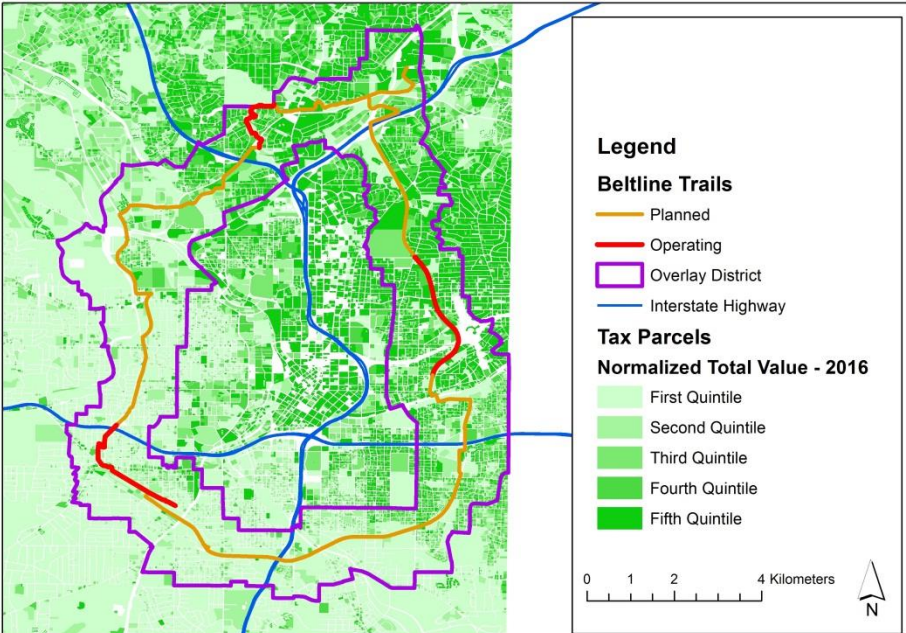 Legend
Beltline Trails
Planned
Operating
Overlay District
Interstate Highway
Tax Parcels
Normalized Total Value - 2016
First Quintile
Second Quintile
Third Quintile
Fourth Quintile
Fifth Quintile
0 1 2 4 Kilometers
N